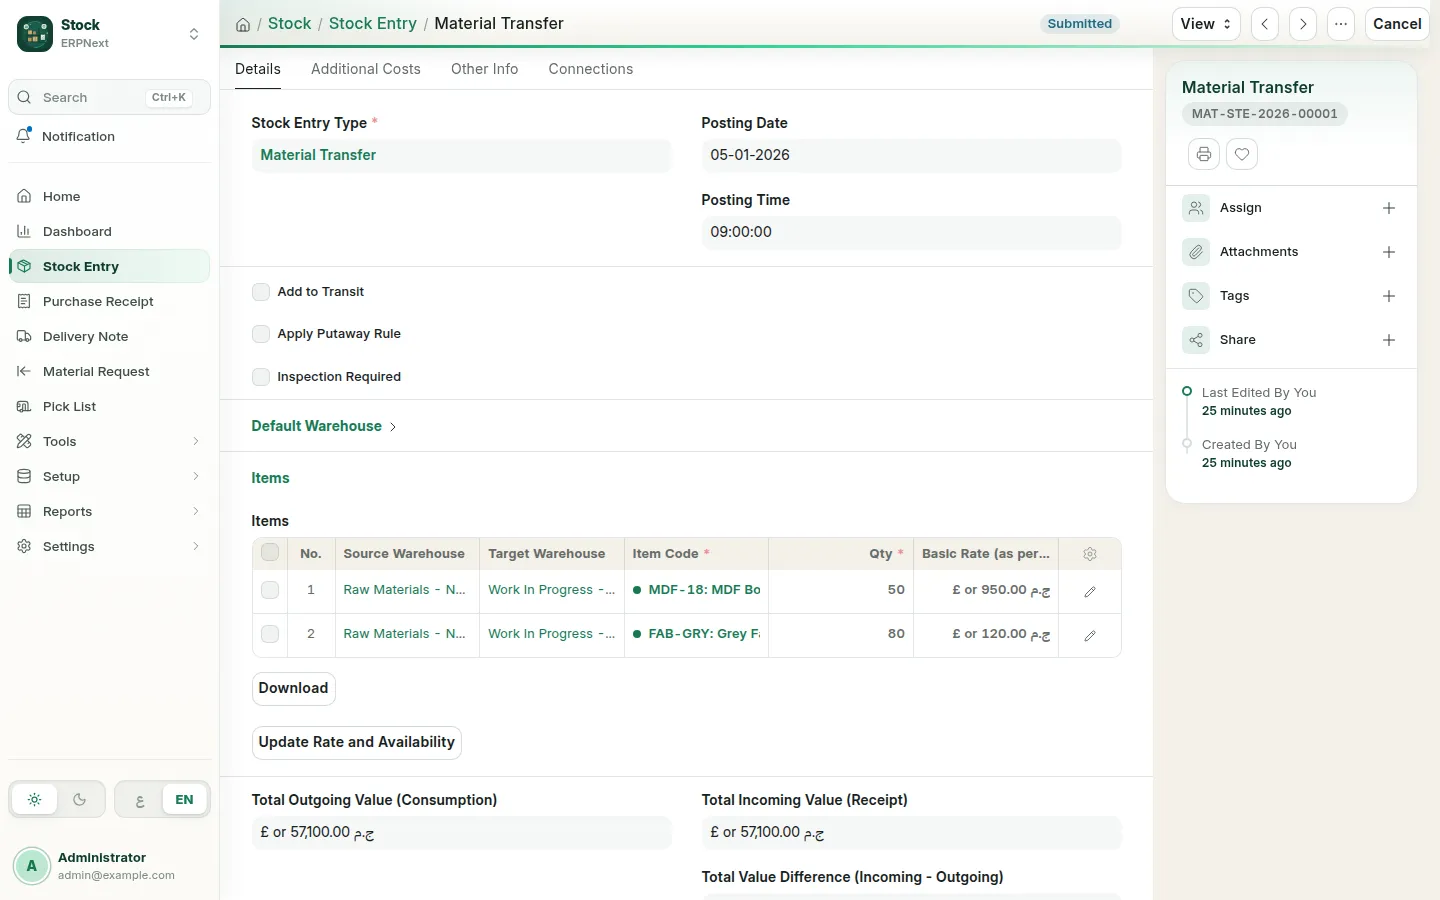 Stock
ERPNext
Search
Ctrl+K
Notification
Home
Dashboard
Stock Entry
Purchase Receipt
Delivery Note
Material Request
Pick List
Tools
Setup
Reports
Settings
ع
EN
A
Administrator
admin@example.com
/ Stock / Stock Entry / Material Transfer
Submitted
View
Cancel
Details
Additional Costs
Other Info
Connections
Stock Entry Type *
Material Transfer
Posting Date
05-01-2026
Posting Time
09:00:00
Add to Transit
Apply Putaway Rule
Inspection Required
Default Warehouse
Items
Items
No. Source Warehouse Target Warehouse Item Code * Qty * Basic Rate (as per...
1 Raw Materials - N... Work In Progress -... MDF-18: MDF Bo 50 £ or 950.00 ج.م
2 Raw Materials - N... Work In Progress -... FAB-GRY: Grey Fa 80 £ or 120.00 ج.م
Download
Update Rate and Availability
Total Outgoing Value (Consumption)
£ or 57,100.00 ج.م
Total Incoming Value (Receipt)
£ or 57,100.00 ج.م
Total Value Difference (Incoming - Outgoing)
Material Transfer
MAT-STE-2026-00001
Assign
Attachments
Tags
Share
Last Edited By You
25 minutes ago
Created By You
25 minutes ago